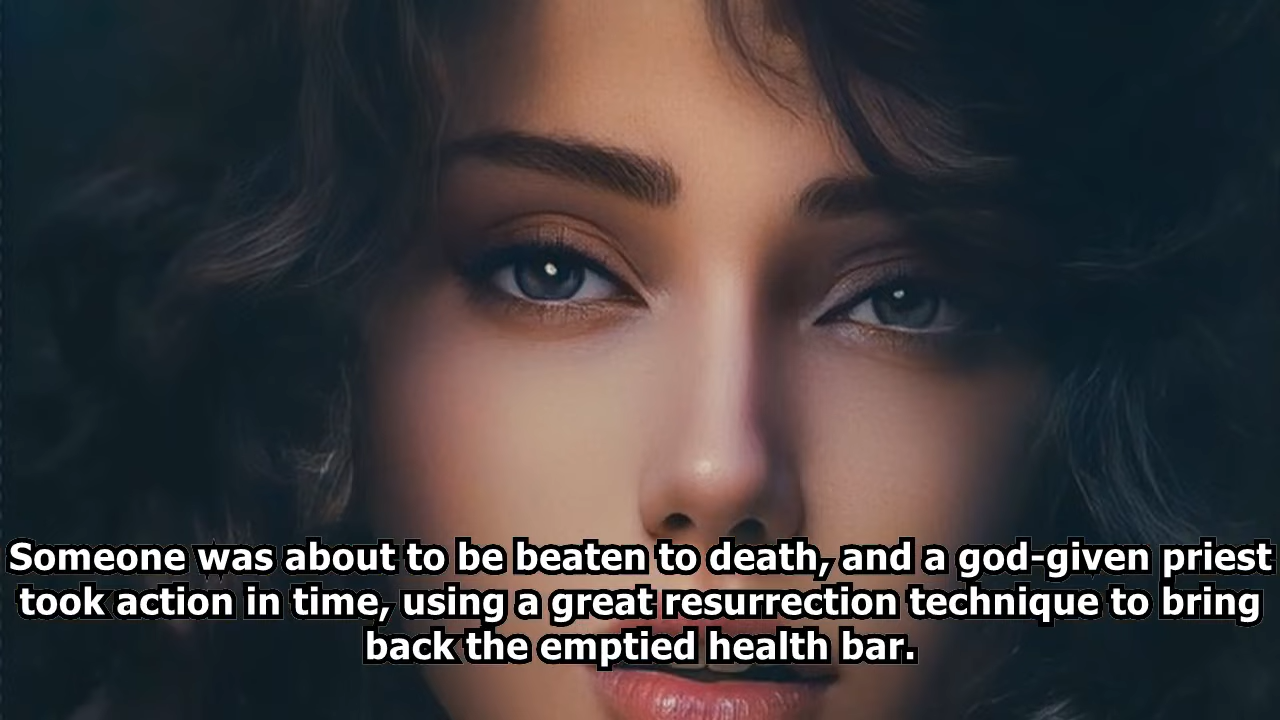 Someone was about to be beaten to death, and a god-given priest
took action in time, using a great resurrection technique to bring
back the emptied health bar.